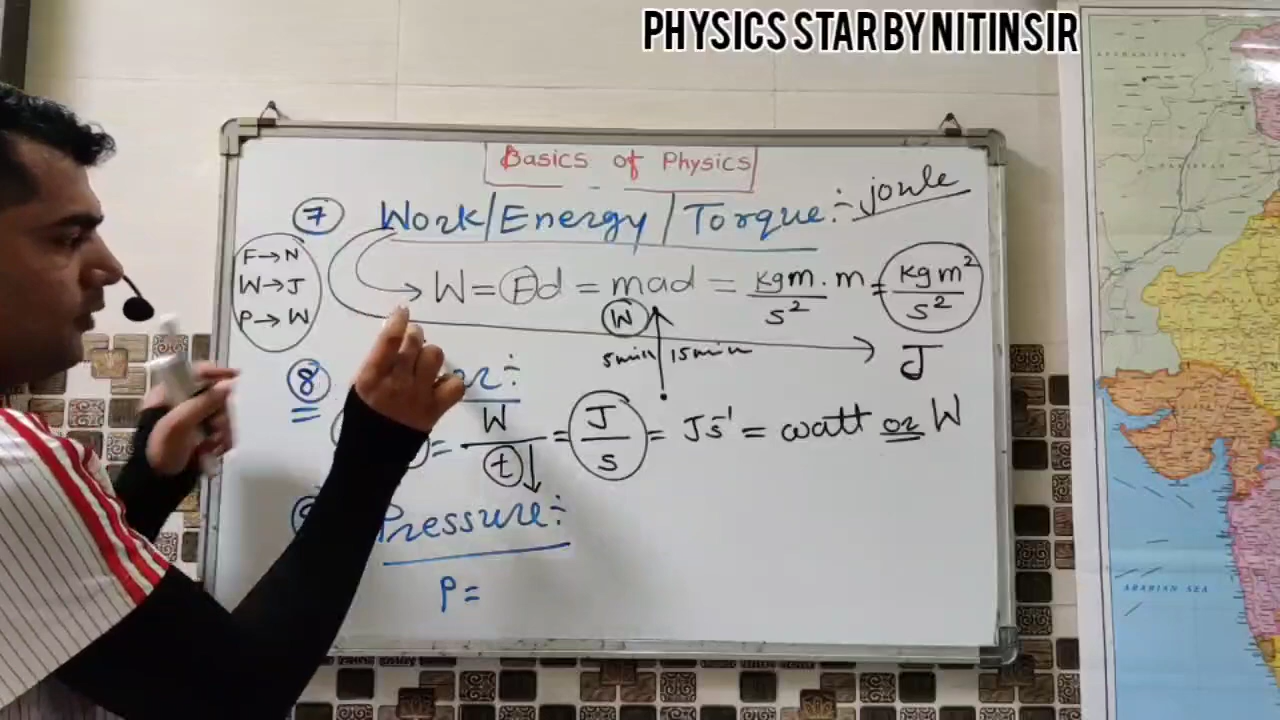 PHYSICS STAR BY NITIN SIR
Basics of Physics
7 Work/Energy/Torque:- joule
F→N
W→J
P→W
W = Fd = mad = kgm/s² . m = kgm²/s²
W
5min 15min
J
8
= W/t = J/s = Js⁻¹ = watt or W
Pressure:-
P =
ARABIAN SEA